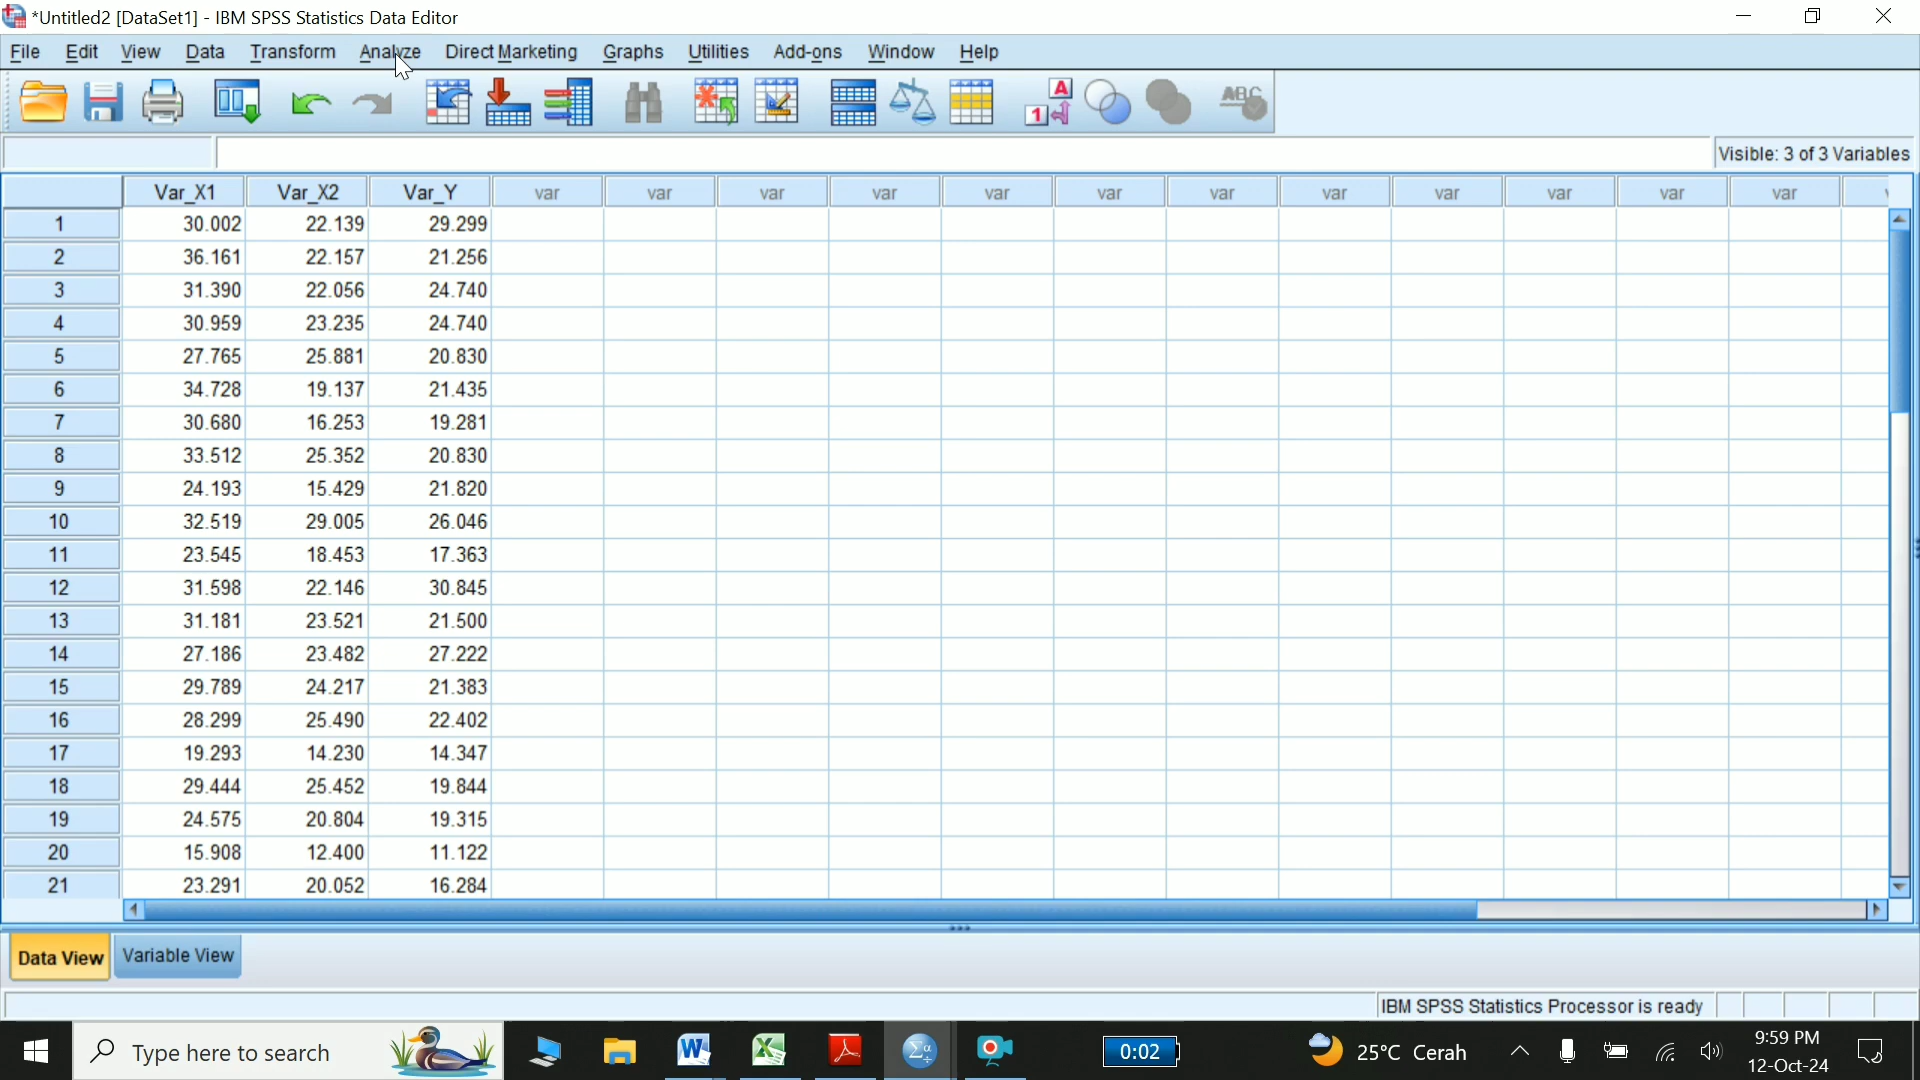 *Untitled2 [DataSet1] - IBM SPSS Statistics Data Editor
File Edit View Data Transform Analyze Direct Marketing Graphs Utilities Add-ons Window Help
Visible: 3 of 3 Variables
Var_X1 Var_X2 Var_Y var var var var var var var var var var var var
1 30.002 22.139 29.299
2 36.161 22.157 21.256
3 31.390 22.056 24.740
4 30.959 23.235 24.740
5 27.765 25.881 20.830
6 34.728 19.137 21.435
7 30.680 16.253 19.281
8 33.512 25.352 20.830
9 24.193 15.429 21.820
10 32.519 29.005 26.046
11 23.545 18.453 17.363
12 31.598 22.146 30.845
13 31.181 23.521 21.500
14 27.186 23.482 27.222
15 29.789 24.217 21.383
16 28.299 25.490 22.402
17 19.293 14.230 14.347
18 29.444 25.452 19.844
19 24.575 20.804 19.315
20 15.908 12.400 11.122
21 23.291 20.052 16.284
Data View Variable View
IBM SPSS Statistics Processor is ready
Type here to search 0:02 25°C Cerah 9:59 PM
12-Oct-24